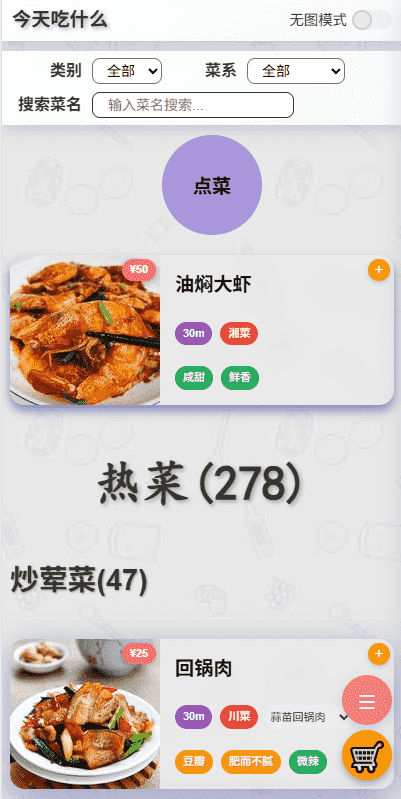 今天吃什么 无图模式
类别 全部 菜系 全部
搜索菜名 输入菜名搜索...
点菜
¥50 +
油焖大虾
30m 湘菜
咸甜 鲜香
热菜(278)
炒荤菜(47)
¥25 +
回锅肉
30m 川菜 蒜苗回锅肉
豆瓣 肥而不腻 微辣